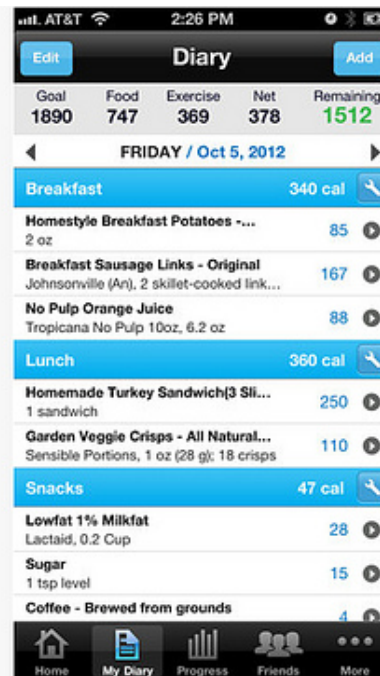 AT&T 2:26 PM
Edit Diary Add
Goal Food Exercise Net Remaining
1890 747 369 378 1512
FRIDAY / Oct 5, 2012
Breakfast 340 cal
Homestyle Breakfast Potatoes -... 85
2 oz
Breakfast Sausage Links - Original 167
Johnsonville (An), 2 skillet-cooked link...
No Pulp Orange Juice 88
Tropicana No Pulp 10oz, 6.2 oz
Lunch 360 cal
Homemade Turkey Sandwich(3 Sli... 250
1 sandwich
Garden Veggie Crisps - All Natural... 110
Sensible Portions, 1 oz (28 g); 18 crisps
Snacks 47 cal
Lowfat 1% Milkfat 28
Lactaid, 0.2 Cup
Sugar 15
1 tsp level
Coffee - Brewed from grounds 4
Home My Diary Progress Friends More